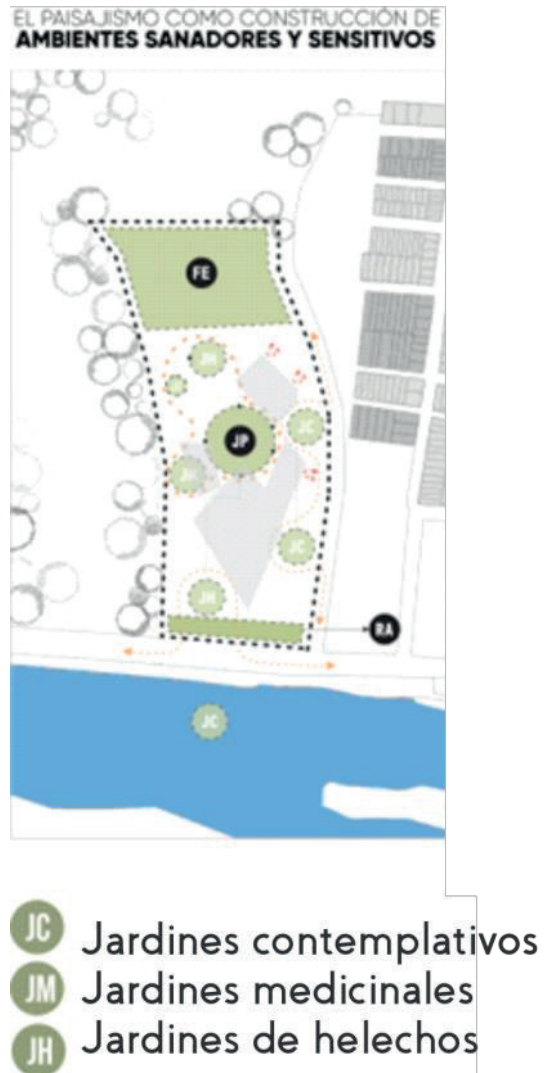 EL PAISAJISMO COMO CONSTRUCCIÓN DE
AMBIENTES SANADORES Y SENSITIVOS
FE
JC
JP
JC
JH
RA
JC
JC Jardines contemplativos
JM Jardines medicinales
JH Jardines de helechos